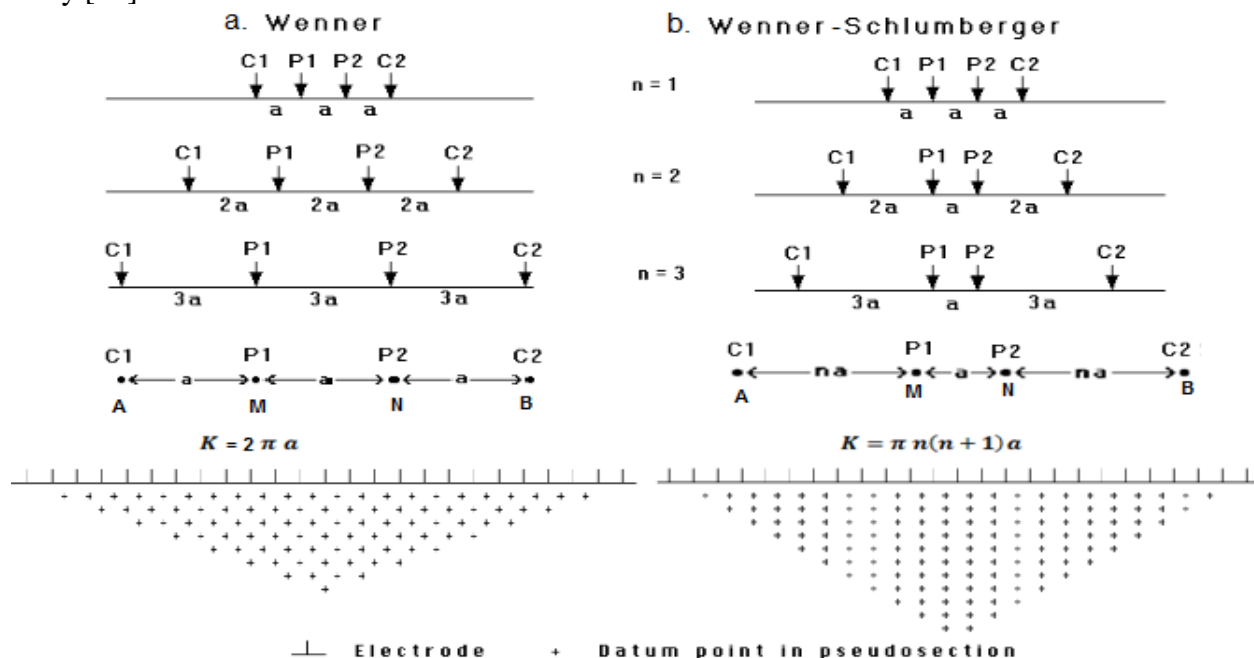 a. Wenner
C1 P1 P2 C2
a a a
C1 P1 P2 C2
2a 2a 2a
C1 P1 P2 C2
3a 3a 3a
C1 P1 P2 C2
a a a
A M N B
K = 2 π a
b. Wenner-Schlumberger
n = 1
C1 P1 P2 C2
a a a
n = 2
C1 P1 P2 C2
2a a 2a
n = 3
C1 P1 P2 C2
3a a 3a
C1 P1 P2 C2
na a na
A M N B
K = π n(n + 1)a
Electrode + Datum point in pseudosection